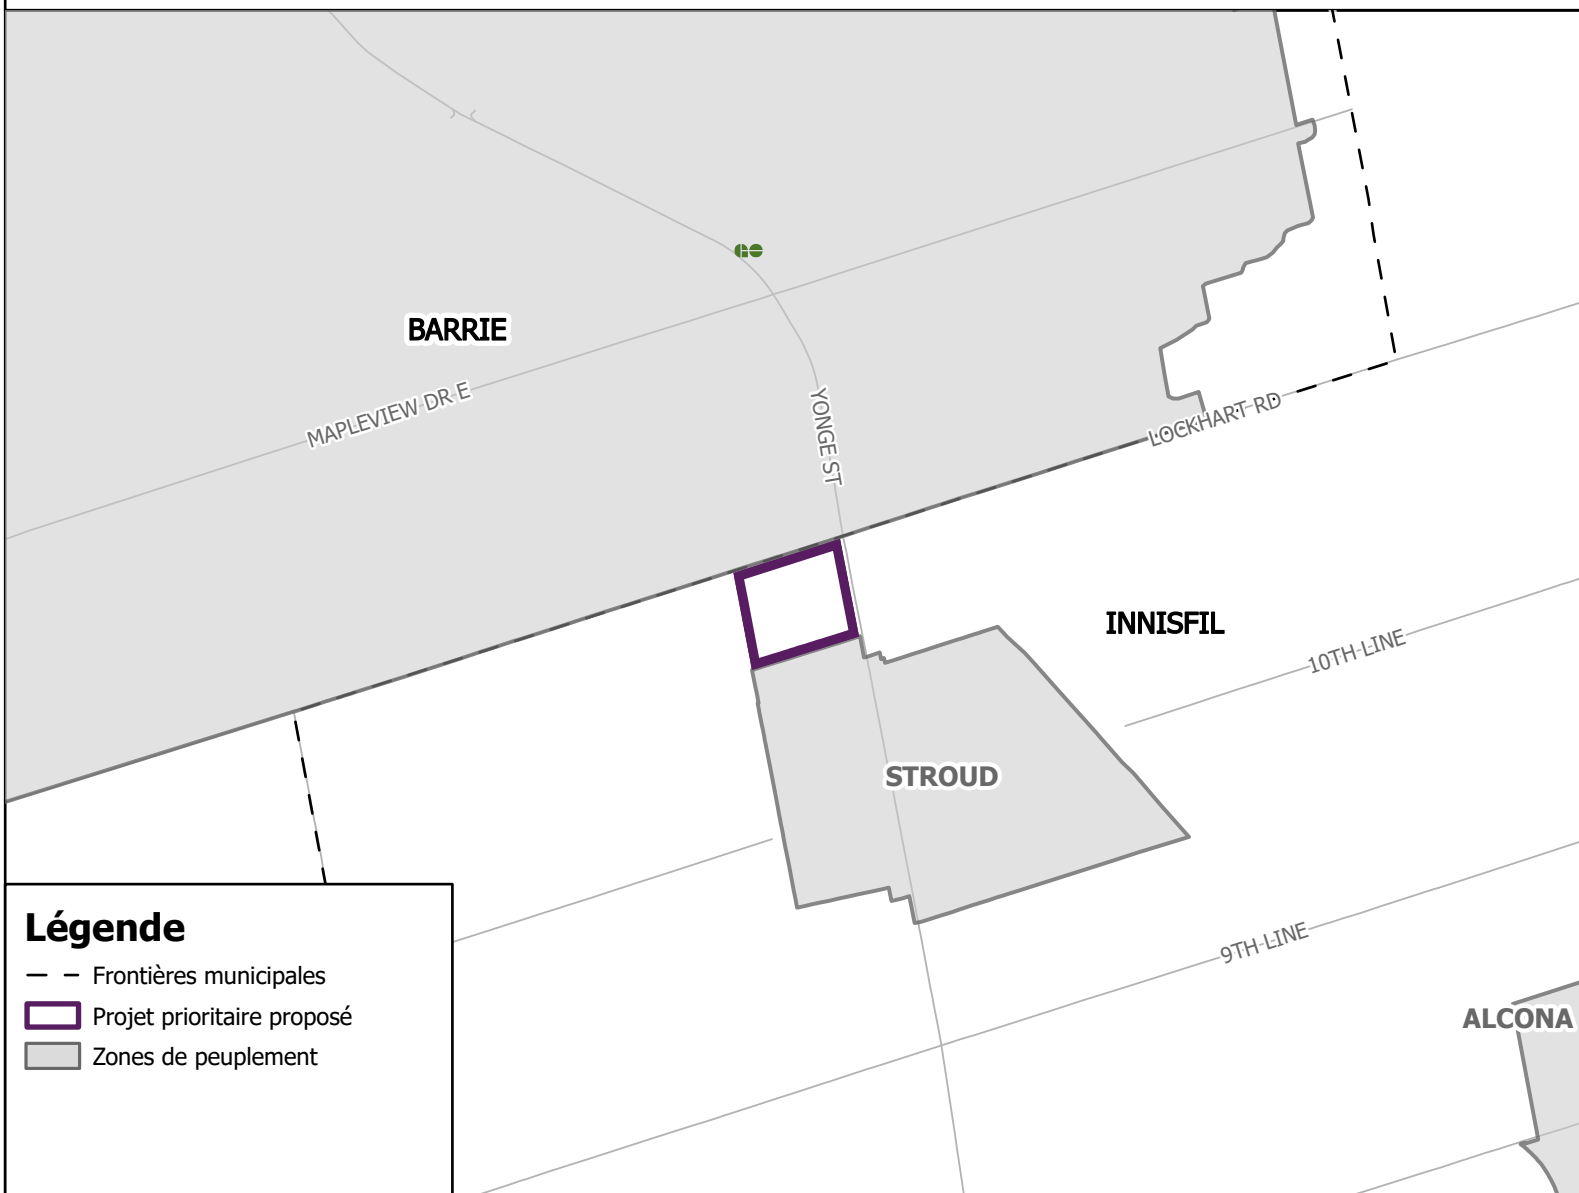 BARRIE
MAPLEVIEW DR E
YONGE ST
LOCKHART RD
INNISFIL
10TH LINE
STROUD
9TH LINE
ALCONA
Légende
Frontières municipales
Projet prioritaire proposé
Zones de peuplement